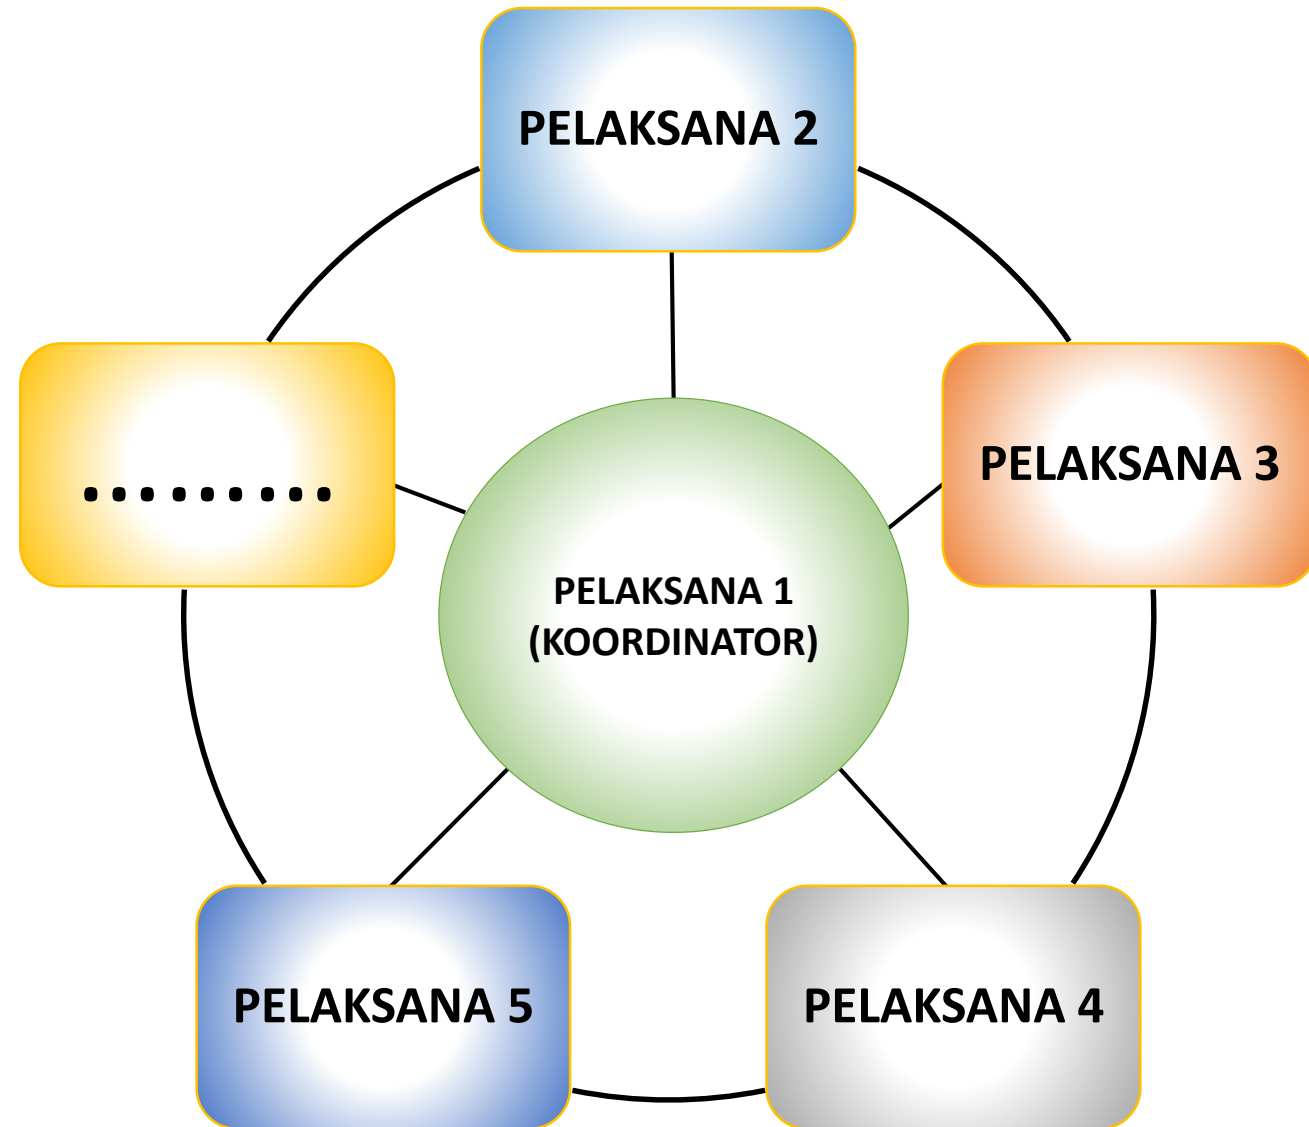 PELAKSANA 2
PELAKSANA 3
PELAKSANA 1
(KOORDINATOR)
.........
PELAKSANA 5
PELAKSANA 4